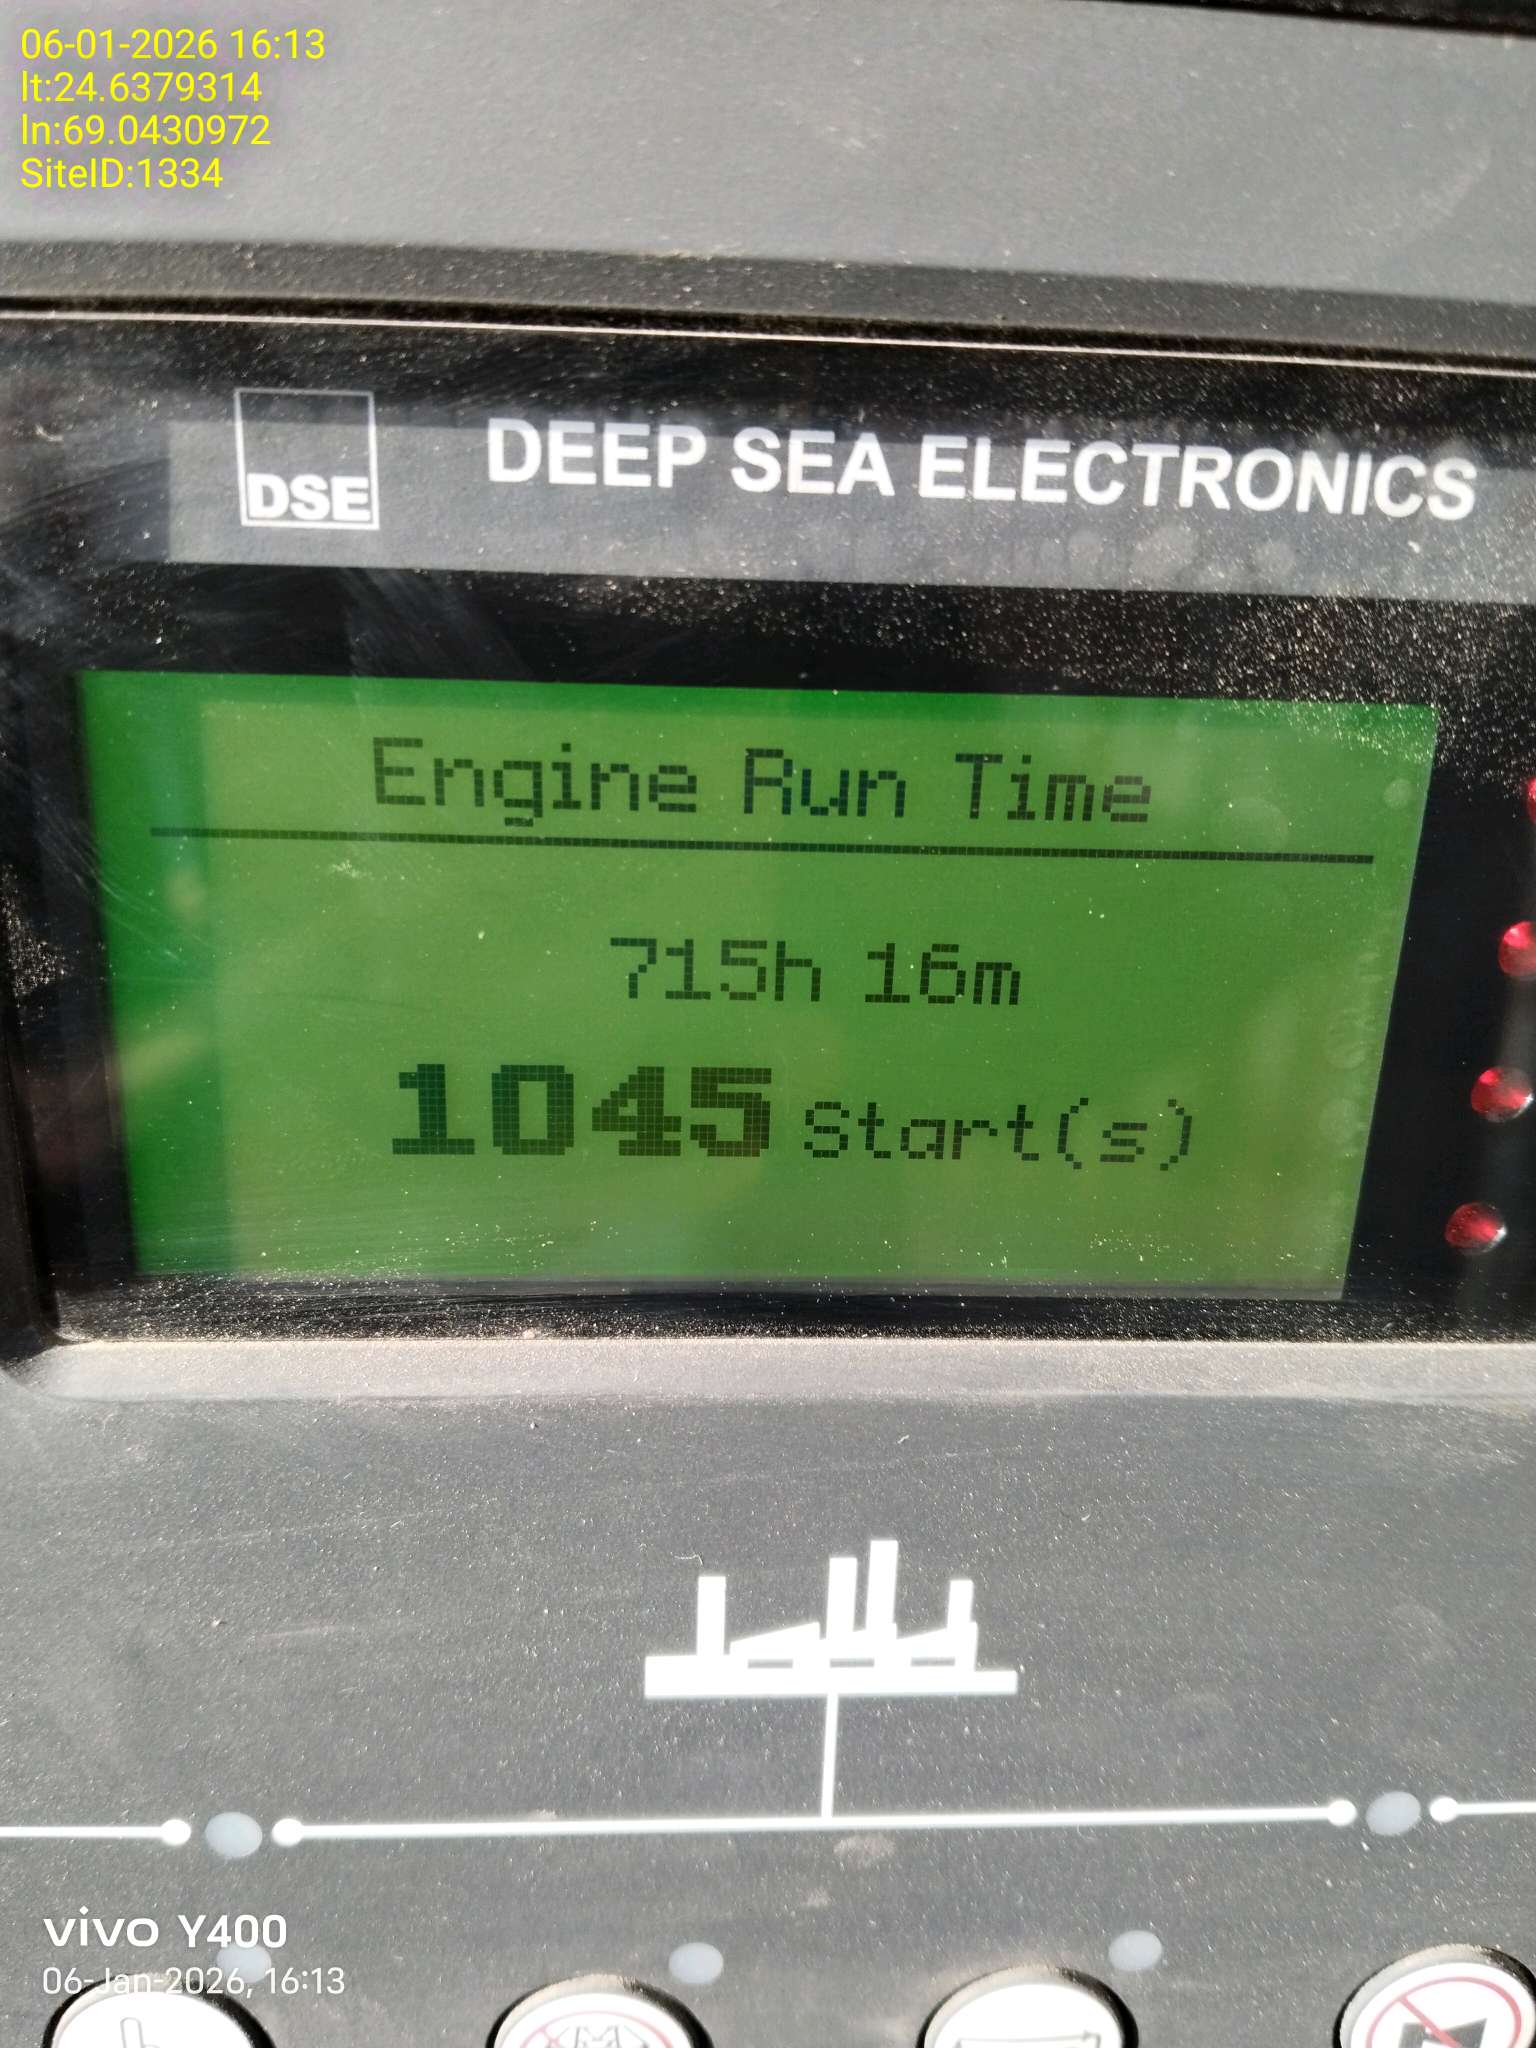 06-01-2026 16:13
lt:24.6379314
ln:69.0430972
SiteID:1334
DSE
DEEP SEA ELECTRONICS
Engine Run Time
715h 16m
1045 Start(s)
vivo Y400
06-Jan-2026, 16:13